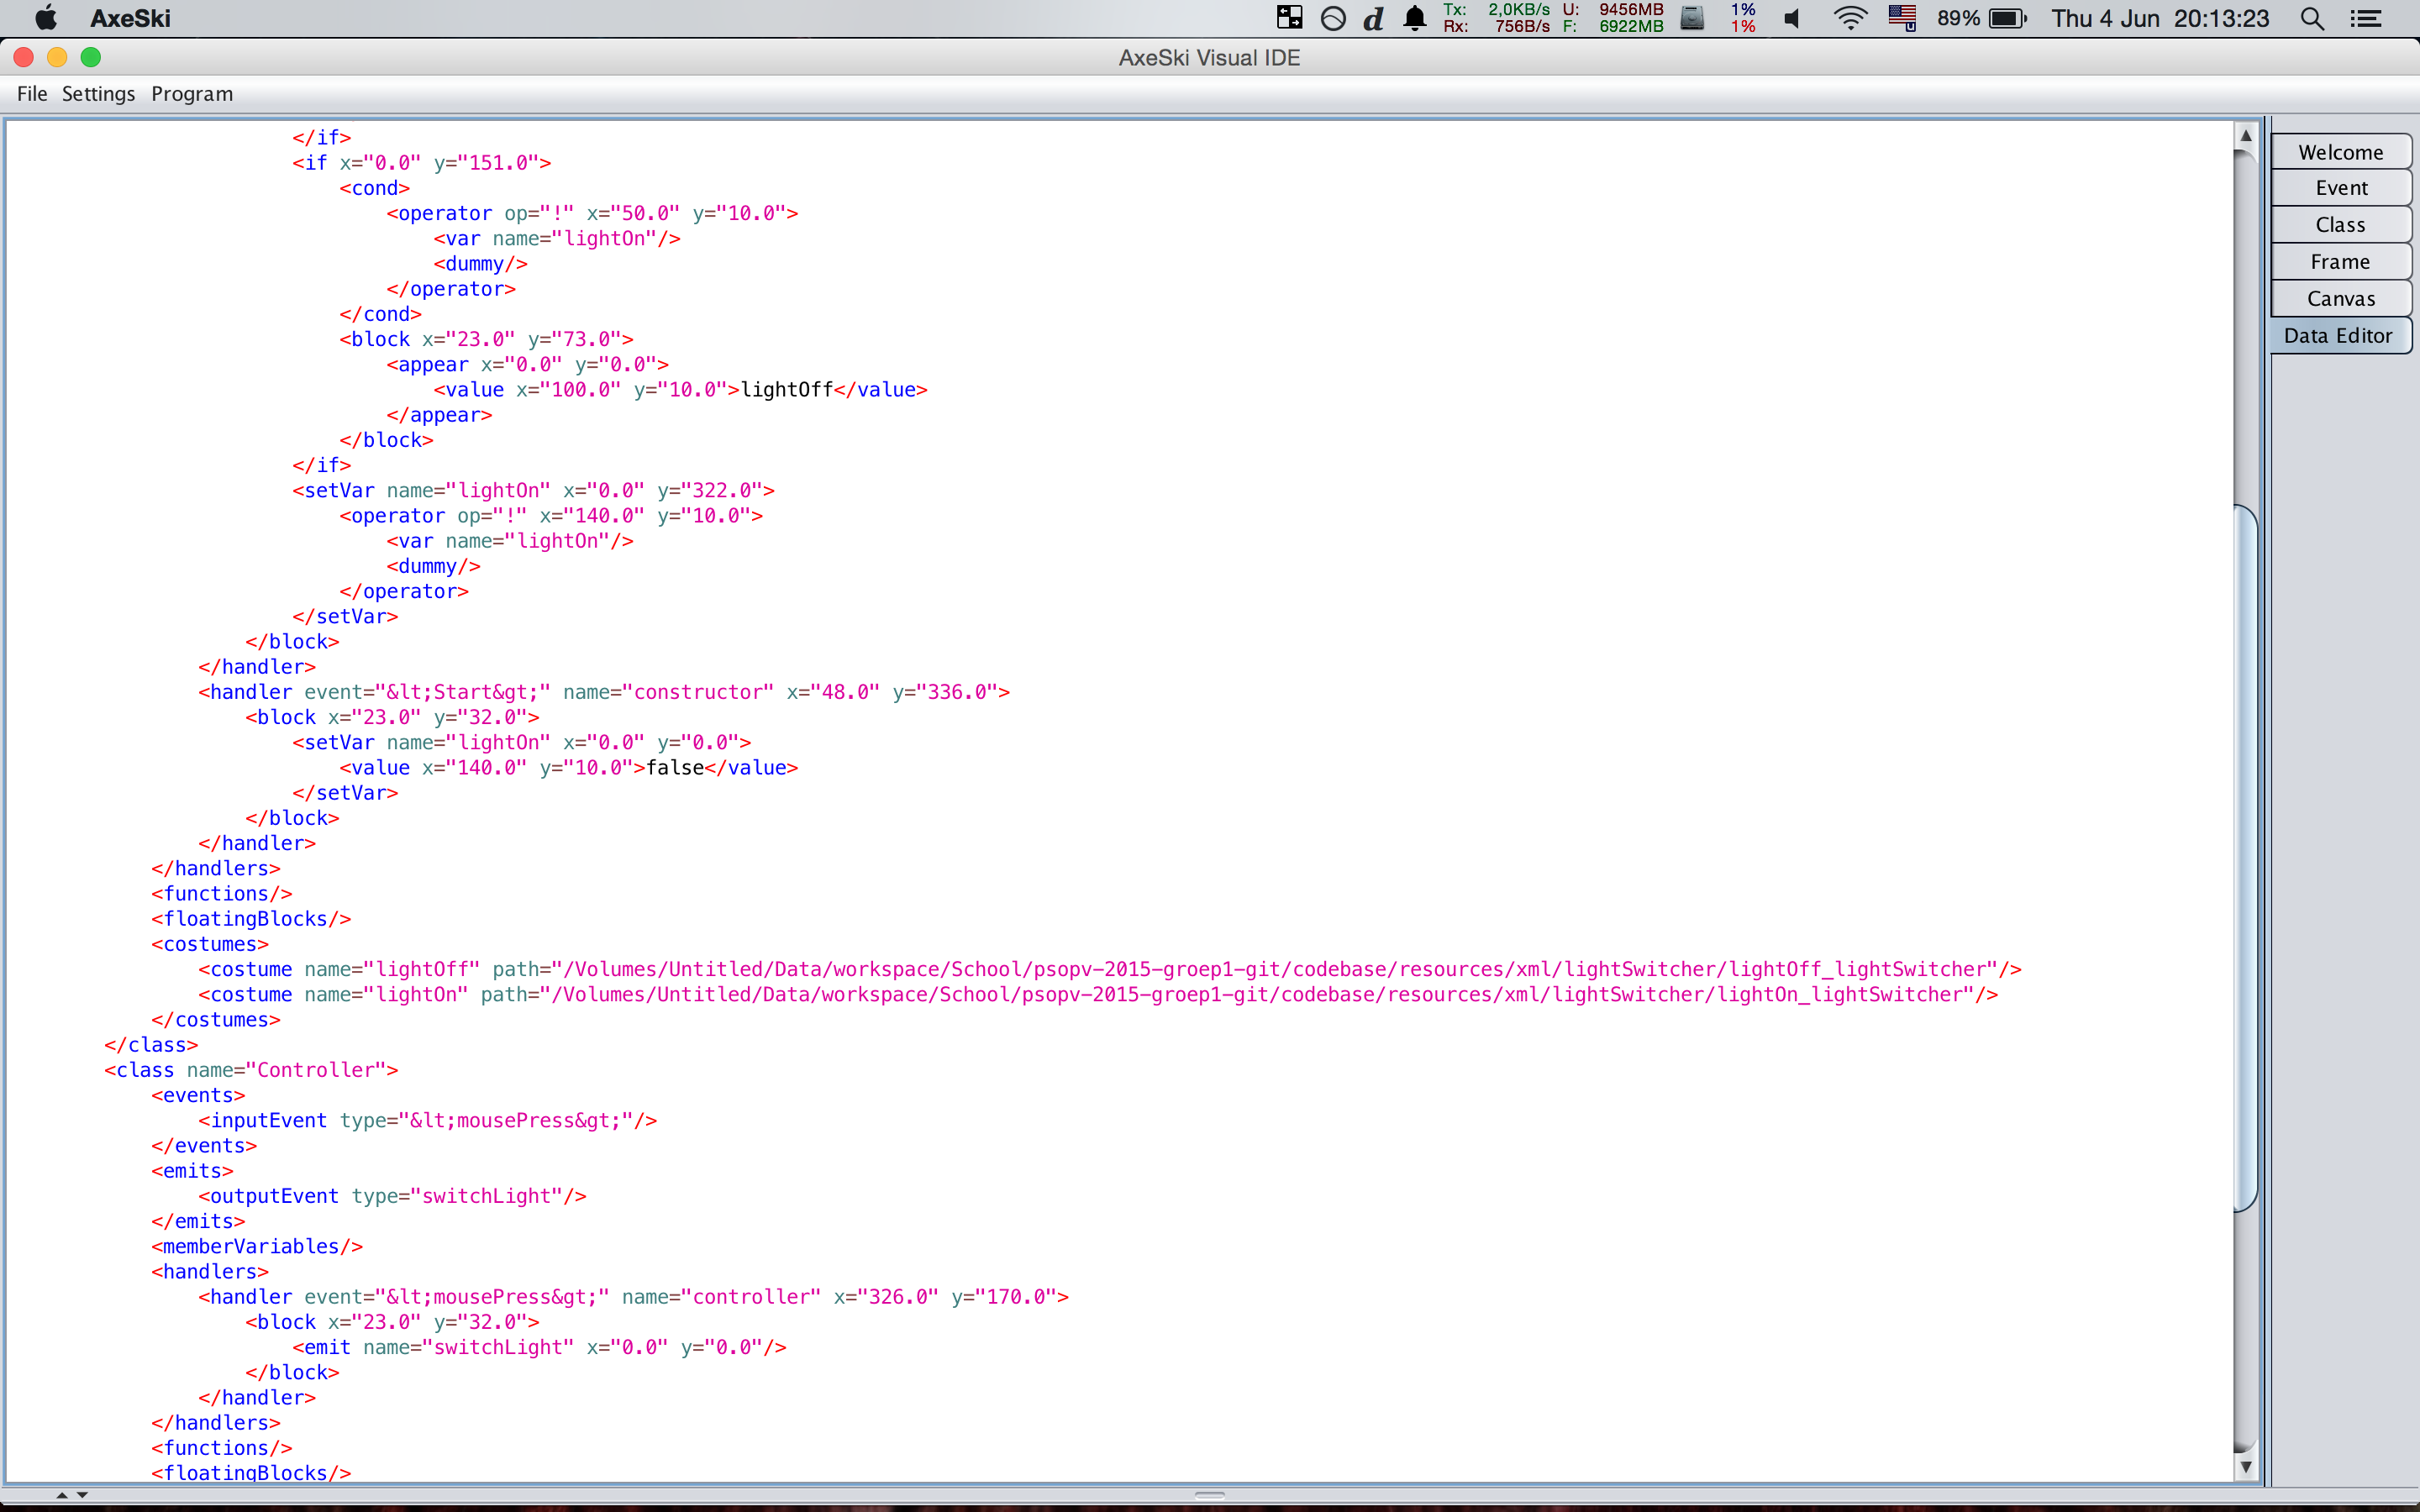 AxeSki
d
Tx: 2,0KB/s U: 9456MB 1%
Rx: 756B/s F: 6922MB 1%
89% Thu 4 Jun 20:13:23
AxeSki Visual IDE
File Settings Program
</if>
<if x="0.0" y="151.0">
<cond>
<operator op="!" x="50.0" y="10.0">
<var name="lightOn"/>
<dummy/>
</operator>
</cond>
<block x="23.0" y="73.0">
<appear x="0.0" y="0.0">
<value x="100.0" y="10.0">lightOff</value>
</appear>
</block>
</if>
<setVar name="lightOn" x="0.0" y="322.0">
<operator op="!" x="140.0" y="10.0">
<var name="lightOn"/>
<dummy/>
</operator>
</setVar>
</block>
</handler>
<handler event="&lt;Start&gt;" name="constructor" x="48.0" y="336.0">
<block x="23.0" y="32.0">
<setVar name="lightOn" x="0.0" y="0.0">
<value x="140.0" y="10.0">false</value>
</setVar>
</block>
</handler>
</handlers>
<functions/>
<floatingBlocks/>
<costumes>
<costume name="lightOff" path="/Volumes/Untitled/Data/workspace/School/psopv-2015-groep1-git/codebase/resources/xml/lightSwitcher/lightOff_lightSwitcher"/>
<costume name="lightOn" path="/Volumes/Untitled/Data/workspace/School/psopv-2015-groep1-git/codebase/resources/xml/lightSwitcher/lightOn_lightSwitcher"/>
</costumes>
</class>
<class name="Controller">
<events>
<inputEvent type="&lt;mousePress&gt;"/>
</events>
<emits>
<outputEvent type="switchLight"/>
</emits>
<memberVariables/>
<handlers>
<handler event="&lt;mousePress&gt;" name="controller" x="326.0" y="170.0">
<block x="23.0" y="32.0">
<emit name="switchLight" x="0.0" y="0.0"/>
</block>
</handler>
</handlers>
<functions/>
<floatingBlocks/>
Welcome
Event
Class
Frame
Canvas
Data Editor